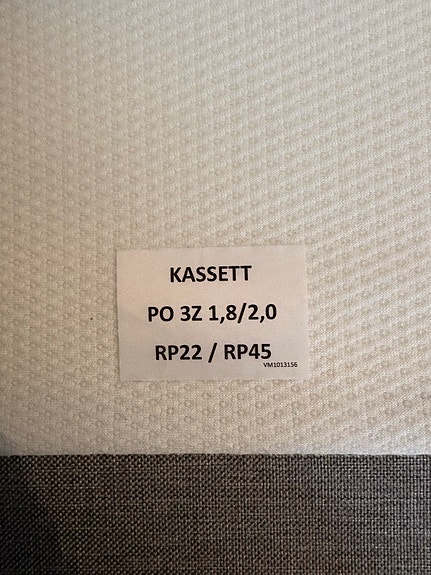 KASSETT
PO 3Z 1,8/2,0
RP22 / RP45
VM1013156